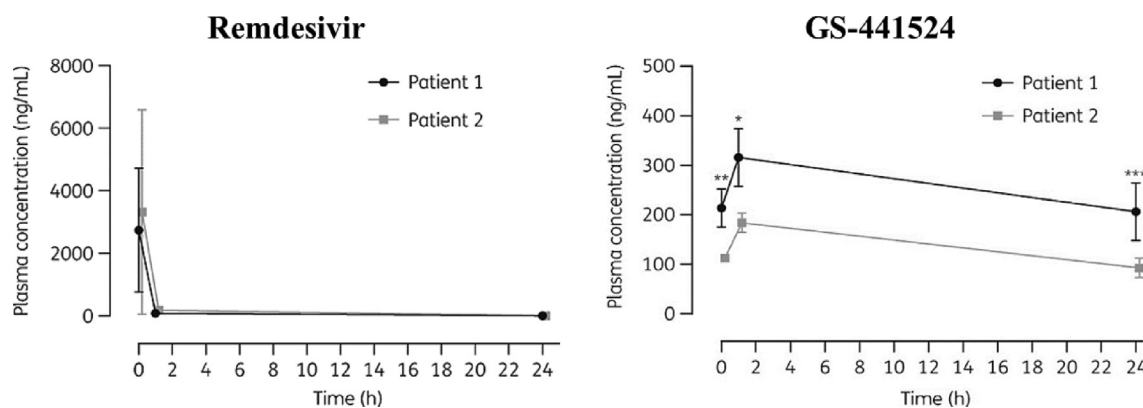 Remdesivir
Plasma concentration (ng/mL)
8000
6000
4000
2000
0
Patient 1
Patient 2
0 2 4 6 8 10 12 14 16 18 20 22 24
Time (h)
GS-441524
Plasma concentration (ng/mL)
500
400
300
200
100
0
Patient 1
Patient 2
**
*
***
0 2 4 6 8 10 12 14 16 18 20 22 24
Time (h)